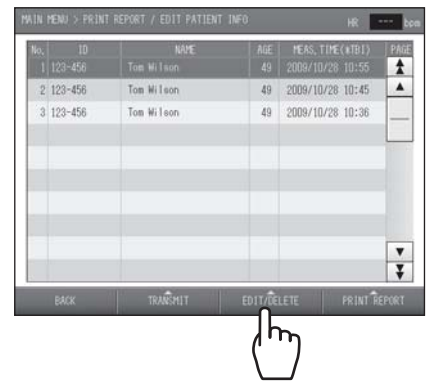 MAIN MENU > PRINT REPORT / EDIT PATIENT INFO HR --- bpm
No. ID NAME AGE MEAS. TIME(*TBI) PAGE
1 123-456 Tom Wilson 49 2009/10/28 10:55
2 123-456 Tom Wilson 49 2009/10/28 10:45
3 123-456 Tom Wilson 49 2009/10/28 10:36
BACK TRANSMIT EDIT/DELETE PRINT REPORT